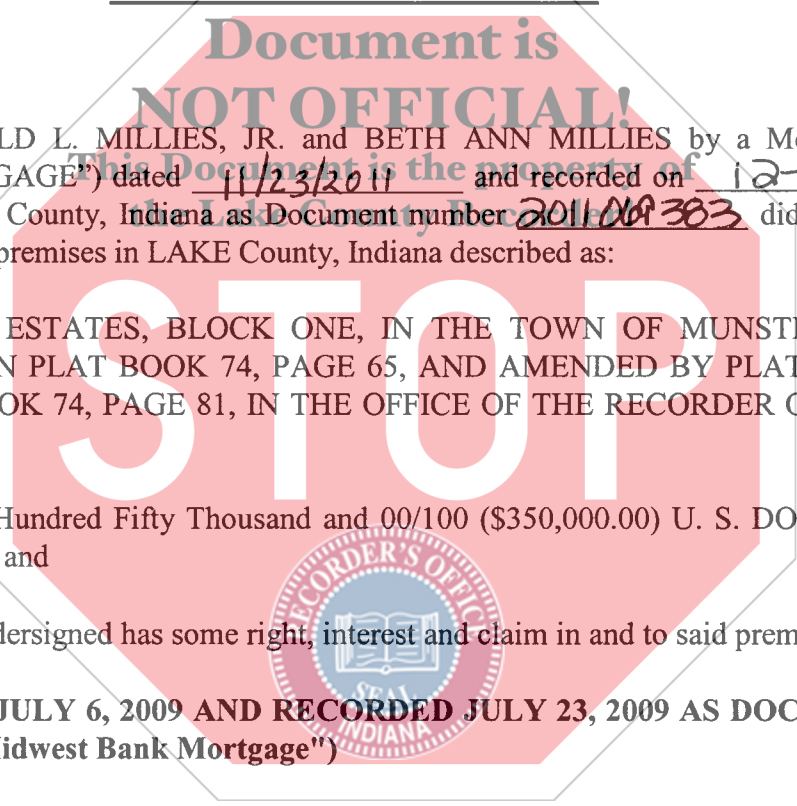 Document is
NOT OFFICIAL!
This Document is the property of
the Lake County Recorder!
LD L. MILLIES, JR. and BETH ANN MILLIES by a Mo
GAGE") dated 11/23/2011 and recorded on 12-
County, Indiana as Document number 2011 069383 did
premises in LAKE County, Indiana described as:
ESTATES, BLOCK ONE, IN THE TOWN OF MUNST
N PLAT BOOK 74, PAGE 65, AND AMENDED BY PLAT
OK 74, PAGE 81, IN THE OFFICE OF THE RECORDER O
STOP
Hundred Fifty Thousand and 00/100 ($350,000.00) U. S. DO
and
dersigned has some right, interest and claim in and to said prem
JULY 6, 2009 AND RECORDED JULY 23, 2009 AS DOC
idwest Bank Mortgage")
RECORDER'S OFFICE
SEAL
INDIANA